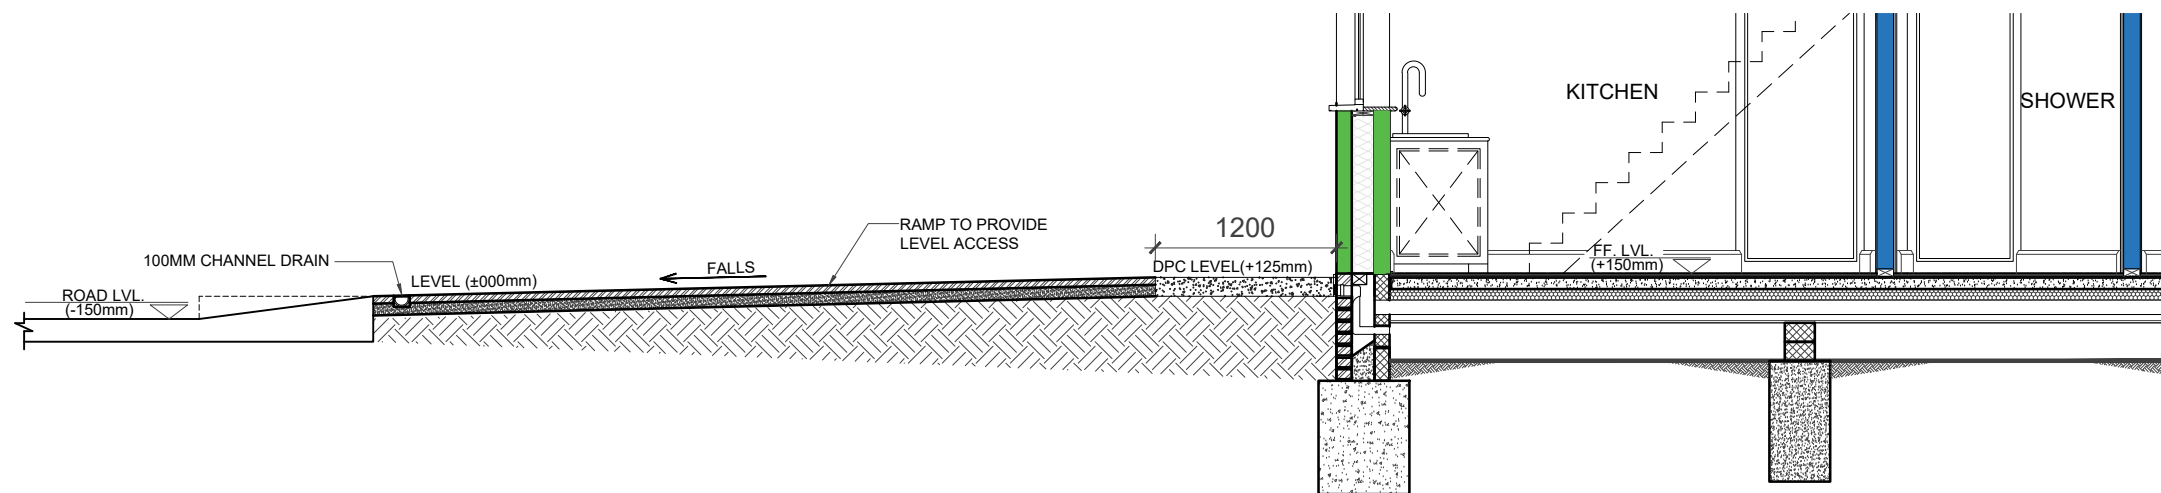 KITCHEN
SHOWER
RAMP TO PROVIDE
LEVEL ACCESS
1200
100MM CHANNEL DRAIN
FALLS
DPC LEVEL(+125mm)
FF. LVL.
(+150mm)
LEVEL (±000mm)
ROAD LVL.
(-150mm)